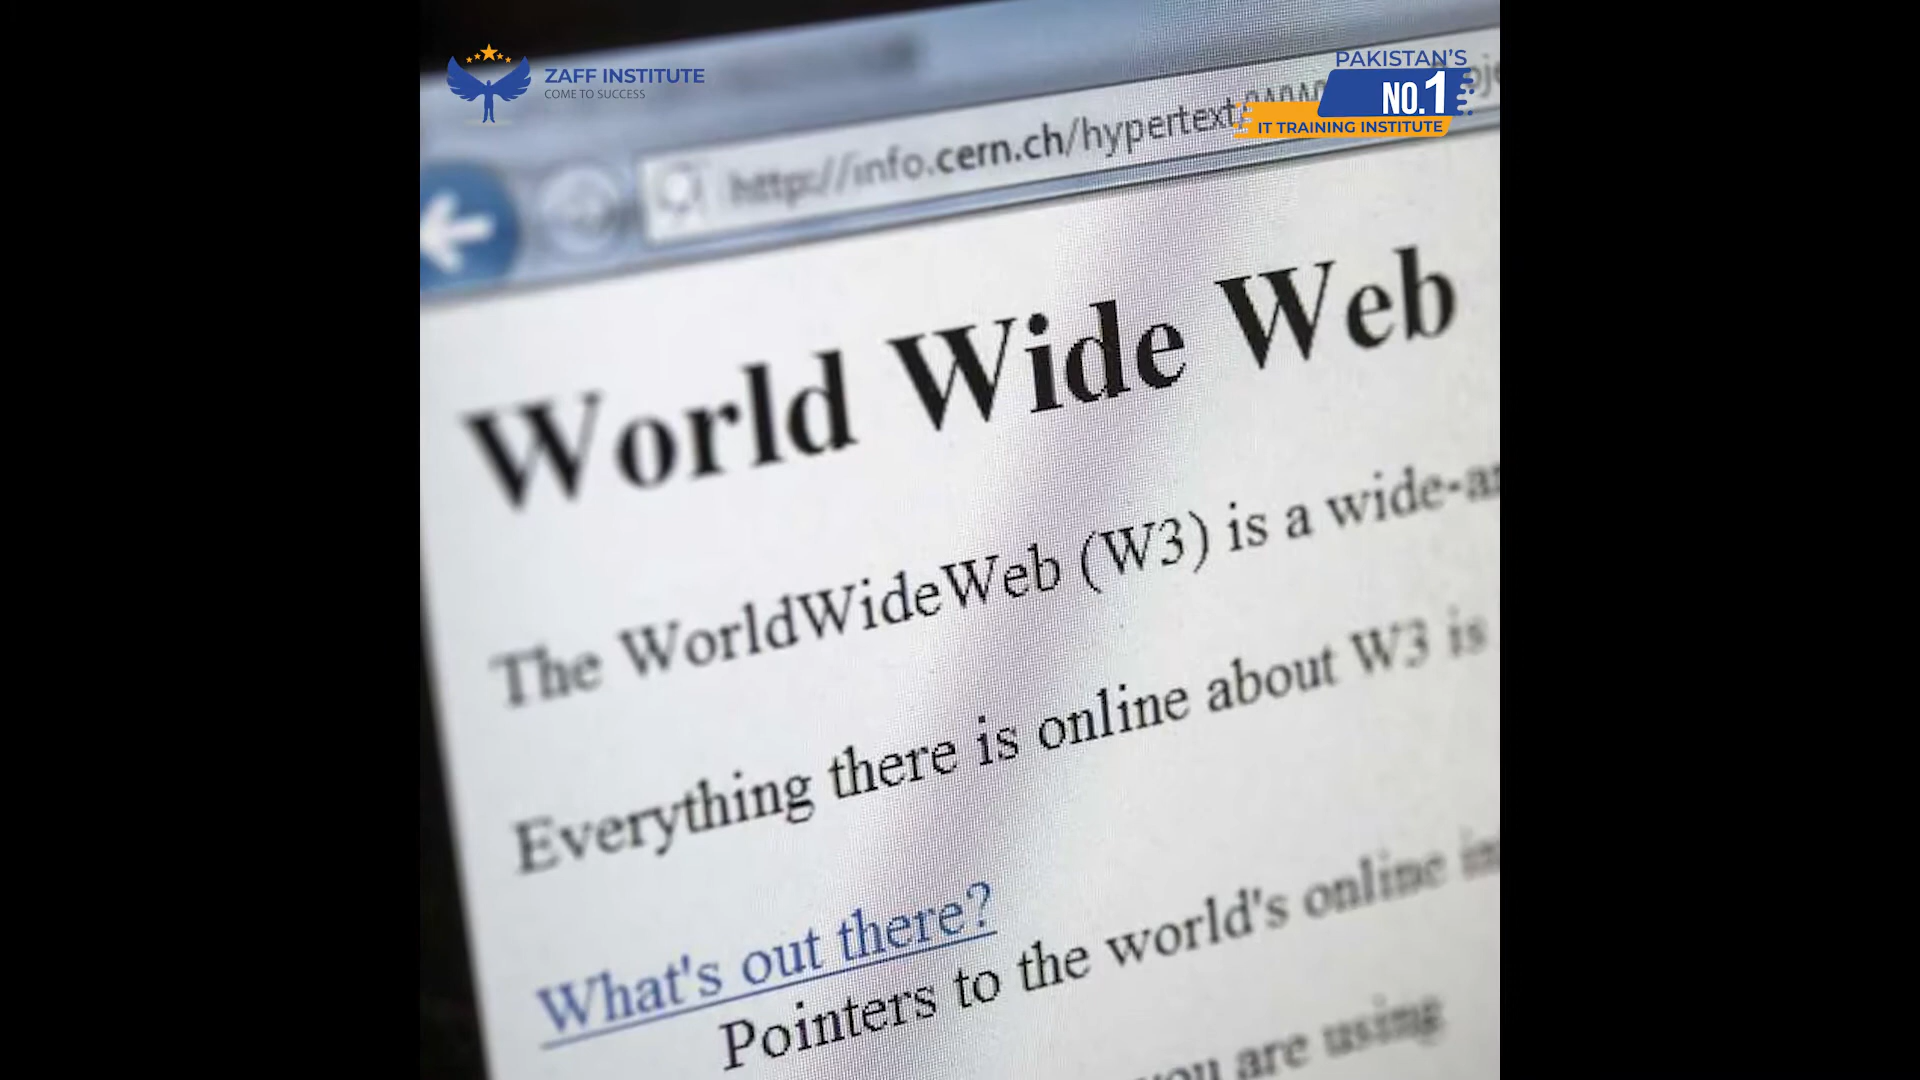 ZAFF INSTITUTE
COME TO SUCCESS
PAKISTAN'S
NO.1
IT TRAINING INSTITUTE
http://info.cern.ch/hypertext/
World Wide Web
The WorldWideWeb (W3) is a
Everything there is online about W3 is
What's out there?
Pointers to the world's online
you are using